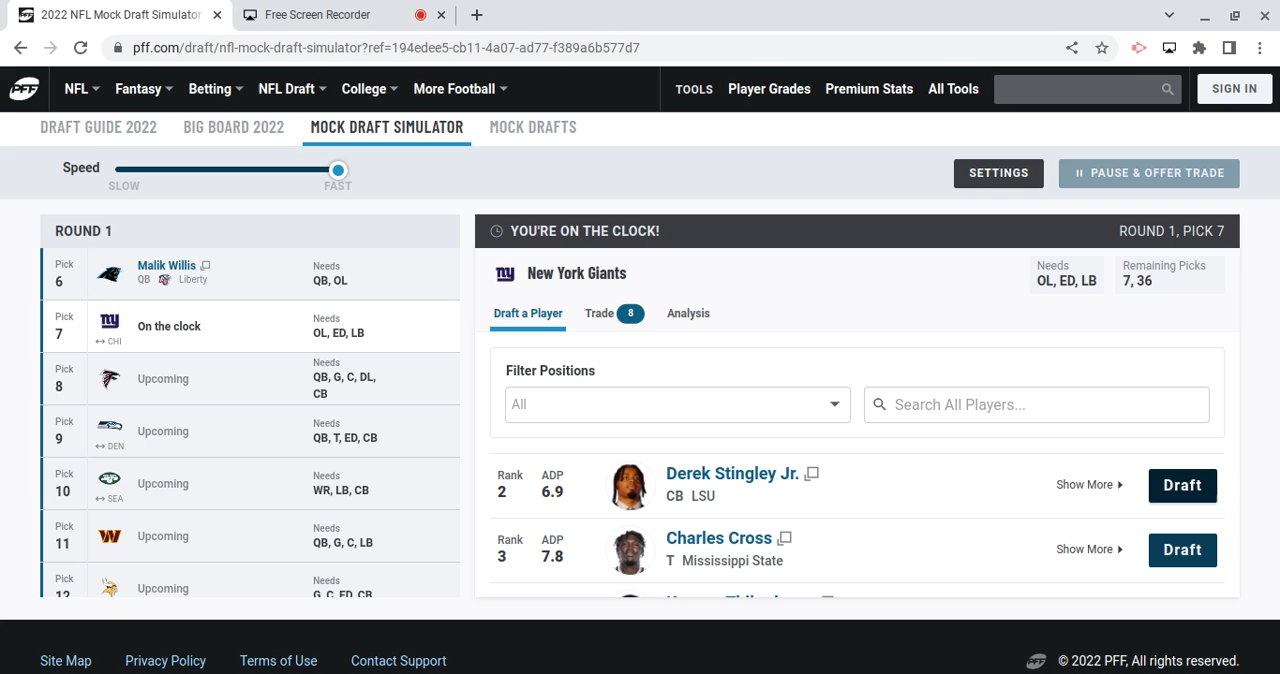 2022 NFL Mock Draft Simulator
Free Screen Recorder
pff.com/draft/nfl-mock-draft-simulator?ref=194edee5-cb11-4a07-ad77-f389a6b577d7
PFF
NFL
Fantasy
Betting
NFL Draft
College
More Football
TOOLS
Player Grades
Premium Stats
All Tools
SIGN IN
DRAFT GUIDE 2022
BIG BOARD 2022
MOCK DRAFT SIMULATOR
MOCK DRAFTS
Speed
SLOW
FAST
SETTINGS
PAUSE & OFFER TRADE
ROUND 1
Pick
6
Malik Willis
QB Liberty
Needs
QB, OL
Pick
7
ny
↔ CHI
On the clock
Needs
OL, ED, LB
Pick
8
Upcoming
Needs
QB, G, C, DL,
CB
Pick
9
↔ DEN
Upcoming
Needs
QB, T, ED, CB
Pick
10
↔ SEA
Upcoming
Needs
WR, LB, CB
Pick
11
W
Upcoming
Needs
QB, G, C, LB
Pick
12
Upcoming
Needs
G, C, ED, CB
YOU'RE ON THE CLOCK!
ROUND 1, PICK 7
ny
New York Giants
Needs
OL, ED, LB
Remaining Picks
7, 36
Draft a Player
Trade 8
Analysis
Filter Positions
All
Search All Players...
Rank
2
ADP
6.9
Derek Stingley Jr.
CB LSU
Show More
Draft
Rank
3
ADP
7.8
Charles Cross
T Mississippi State
Show More
Draft
Site Map
Privacy Policy
Terms of Use
Contact Support
PFF
© 2022 PFF, All rights reserved.